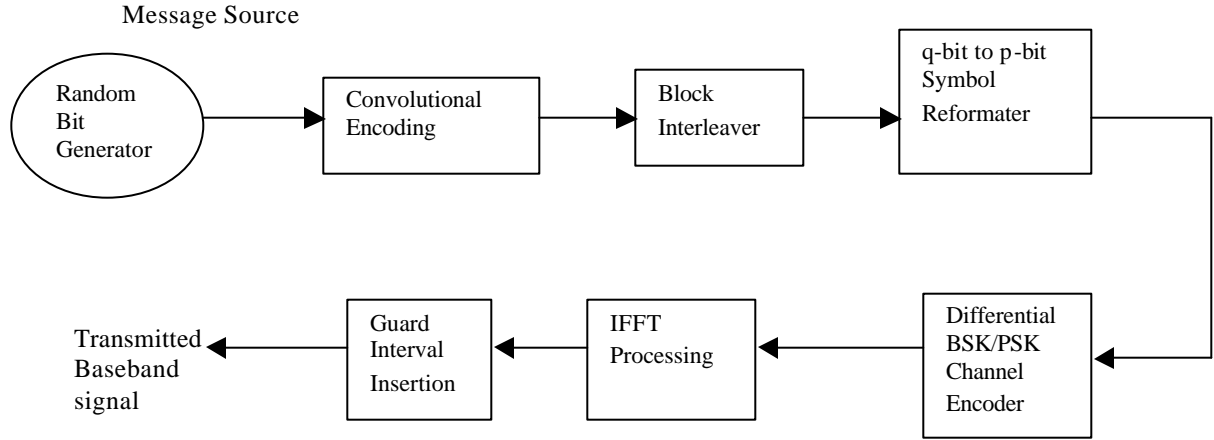 Message Source
Random
Bit
Generator
Convolutional
Encoding
Block
Interleaver
q-bit to p-bit
Symbol
Reformater
Differential
BSK/PSK
Channel
Encoder
IFFT
Processing
Guard
Interval
Insertion
Transmitted
Baseband
signal